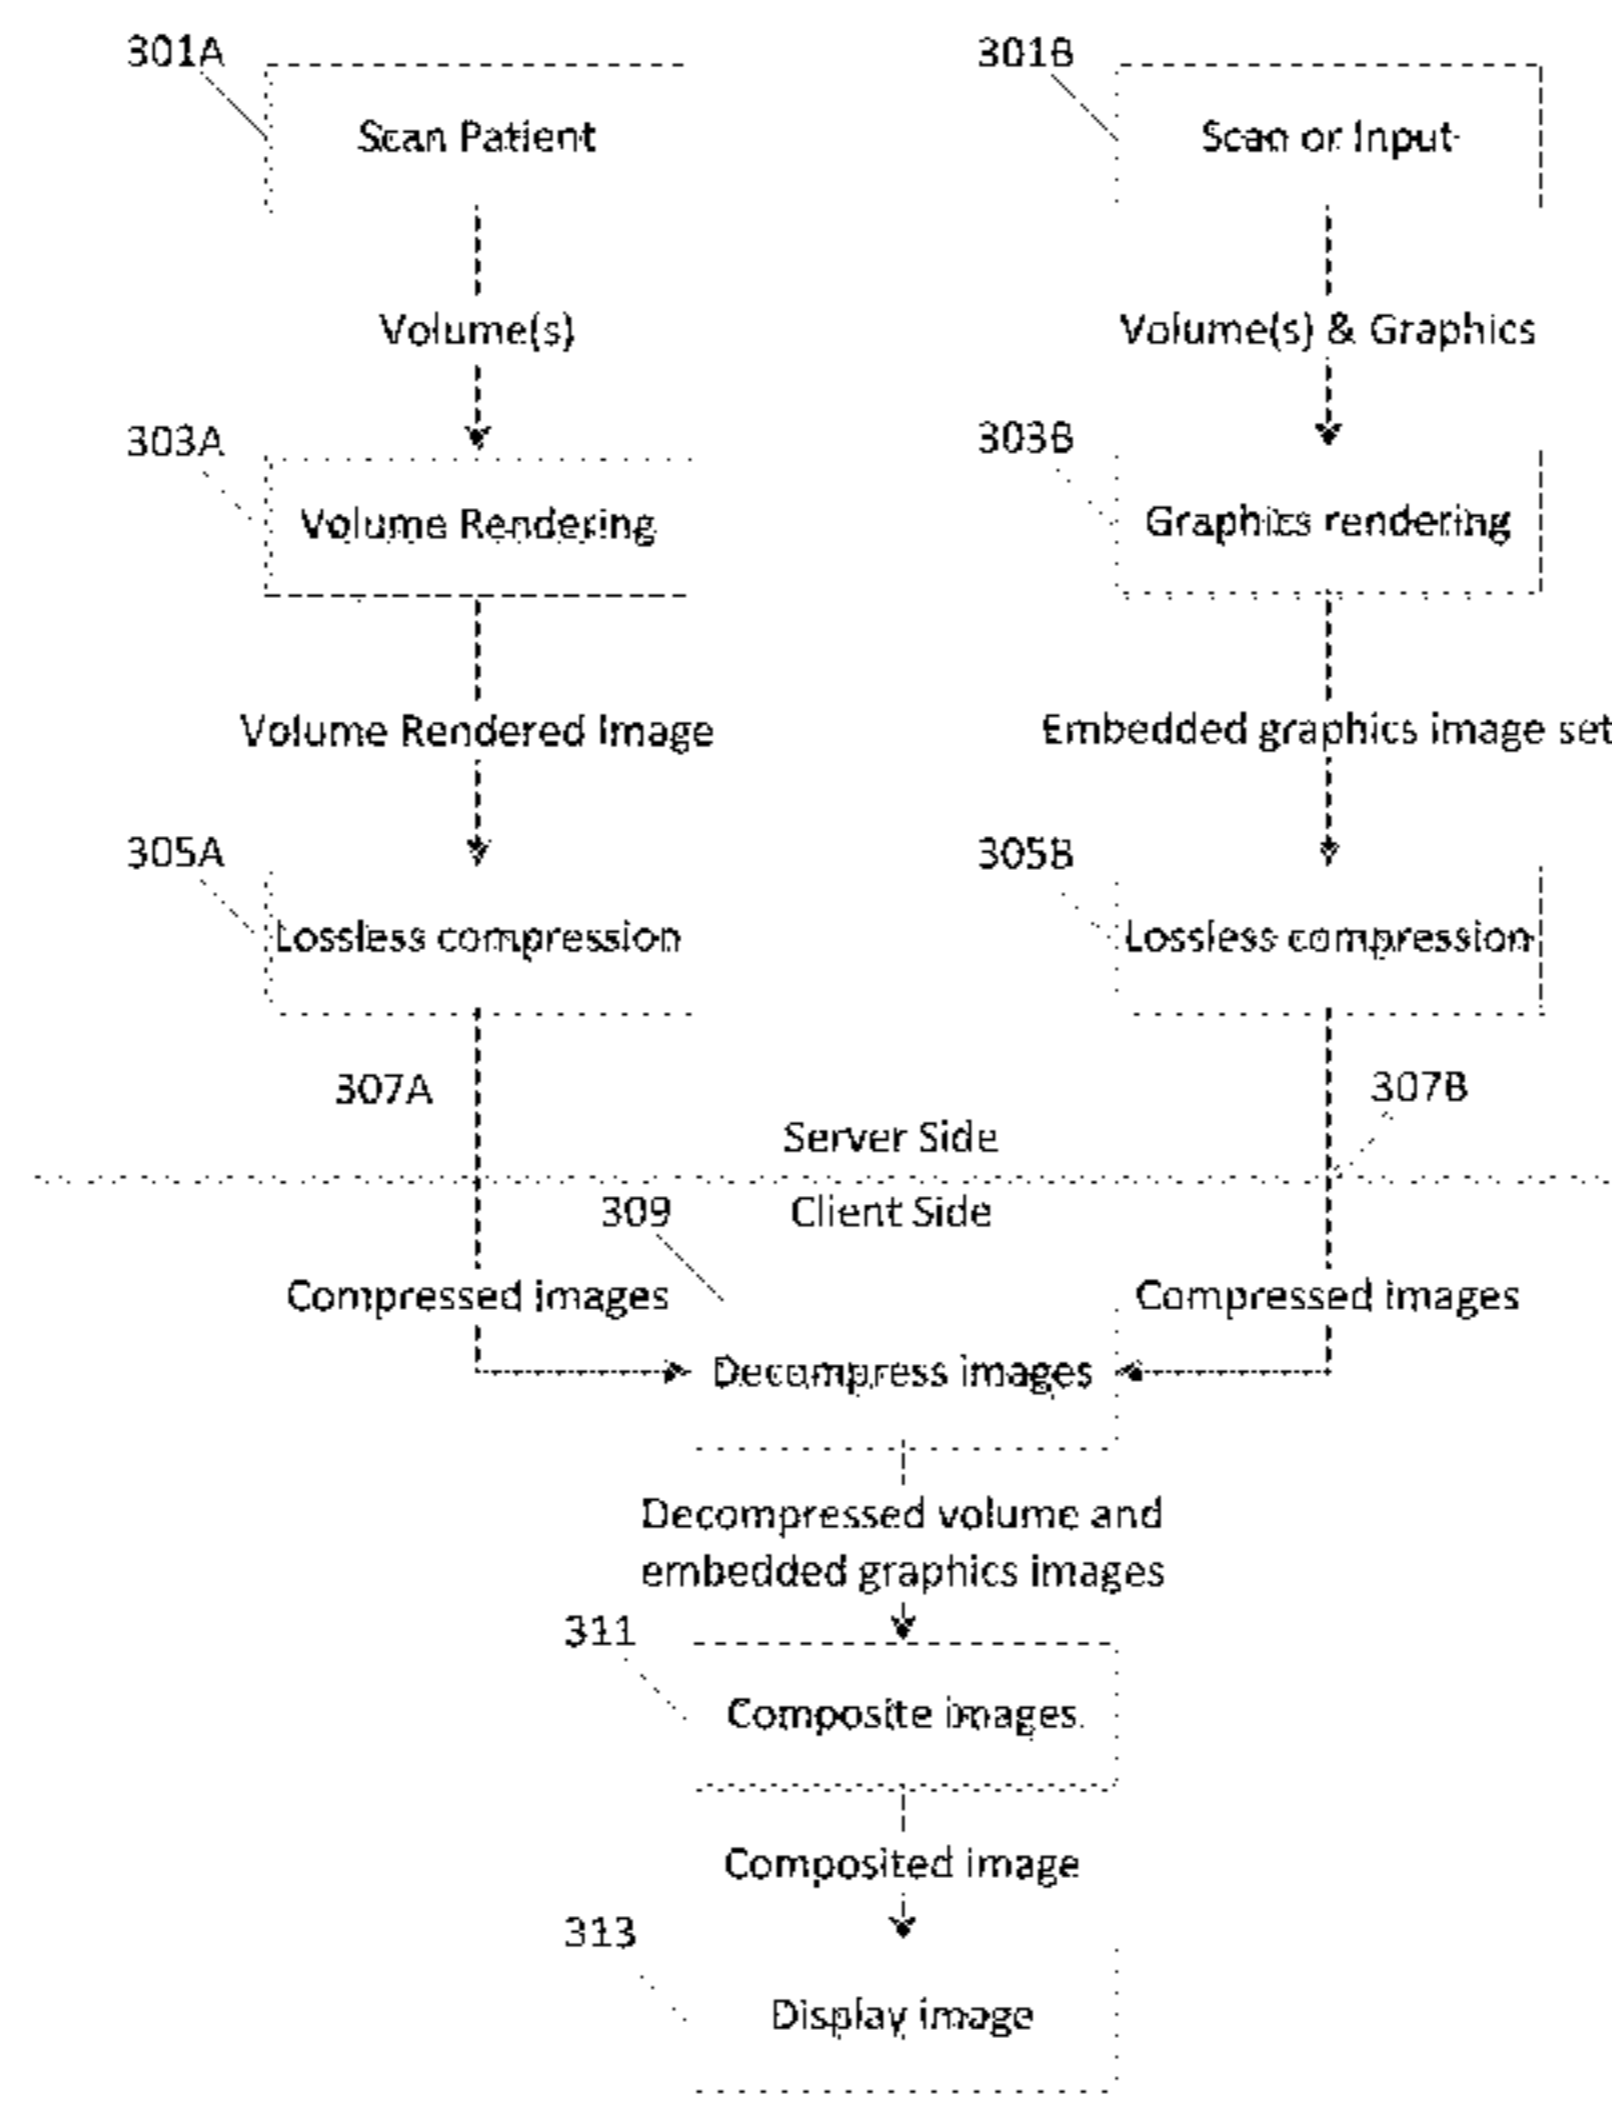 301A
301B
Scan Patient
Scan or Input
Volume(s)
Volume(s) & Graphics
303A
303B
Volume Rendering
Graphics rendering
Volume Rendered Image
Embedded graphics image set
305A
305B
Lossless compression
Lossless compression
307A
307B
Server Side
309
Client Side
Compressed images
Compressed images
Decompress images
Decompressed volume and
embedded graphics images
311
Composite images
Composited image
313
Display image